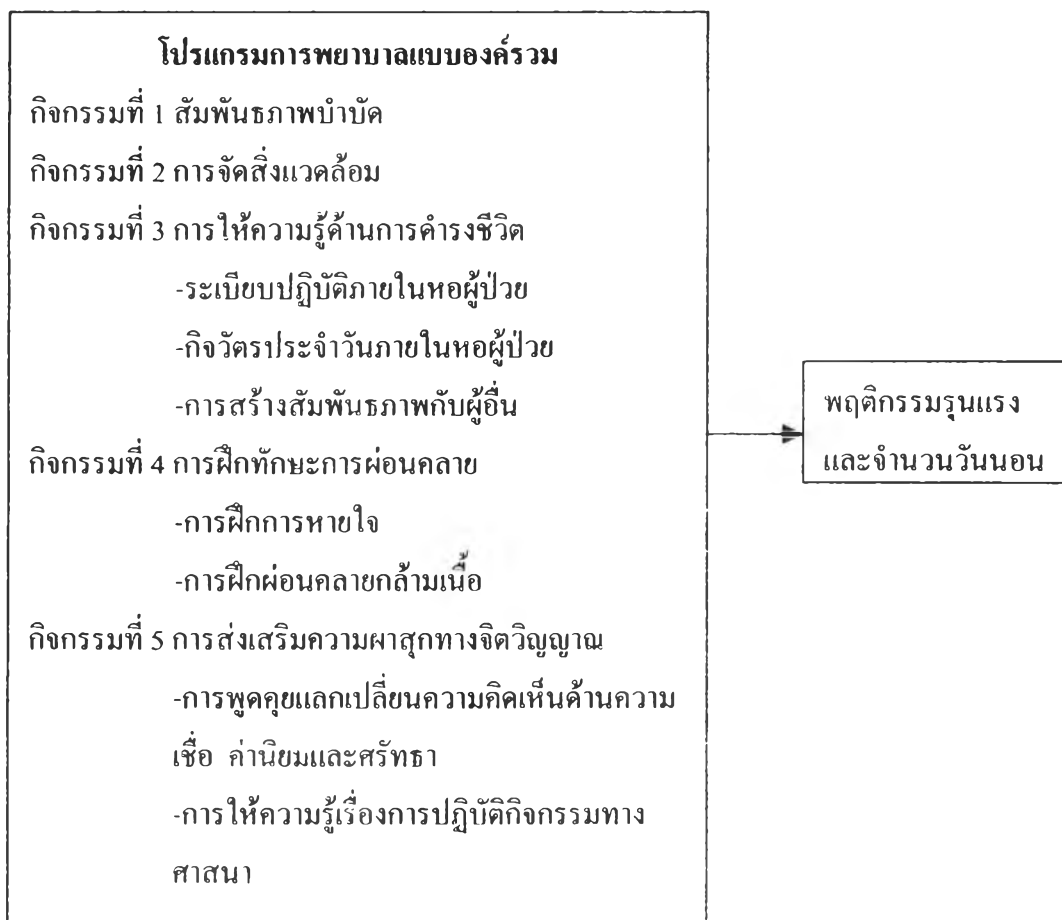 โปรแกรมการพยาบาลแบบองค์รวม
กิจกรรมที่ 1 สัมพันธภาพบำบัด
กิจกรรมที่ 2 การจัดสิ่งแวดล้อม
กิจกรรมที่ 3 การให้ความรู้ด้านการดำรงชีวิต
-ระเบียบปฏิบัติภายในหอผู้ป่วย
-กิจวัตรประจำวันภายในหอผู้ป่วย
-การสร้างสัมพันธภาพกับผู้อื่น
กิจกรรมที่ 4 การฝึกทักษะการผ่อนคลาย
-การฝึกการหายใจ
-การฝึกผ่อนคลายกล้ามเนื้อ
กิจกรรมที่ 5 การส่งเสริมความผาสุกทางจิตวิญญาณ
-การพูดคุยแลกเปลี่ยนความคิดเห็นด้านความ
เชื่อ ค่านิยมและศรัทธา
-การให้ความรู้เรื่องการปฏิบัติกิจกรรมทาง
ศาสนา
พฤติกรรมรุนแรง
และจำนวนวันนอน